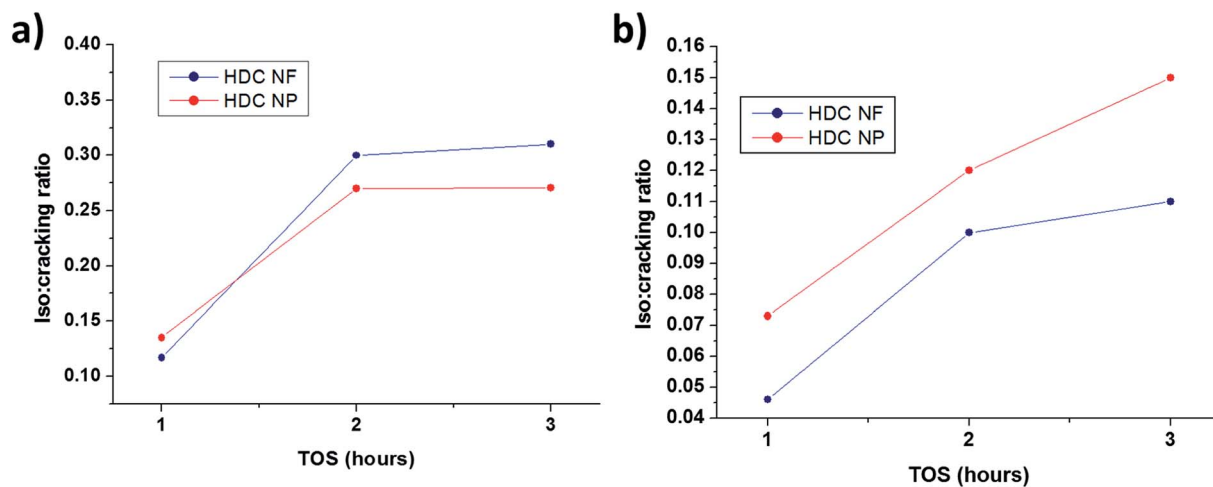 a)
0.40
0.35
0.30
0.25
0.20
0.15
0.10
Iso:cracking ratio
HDC NF
HDC NP
1 2 3
TOS (hours)
b)
0.16
0.15
0.14
0.13
0.12
0.11
0.10
0.09
0.08
0.07
0.06
0.05
0.04
Iso:cracking ratio
HDC NF
HDC NP
1 2 3
TOS (hours)